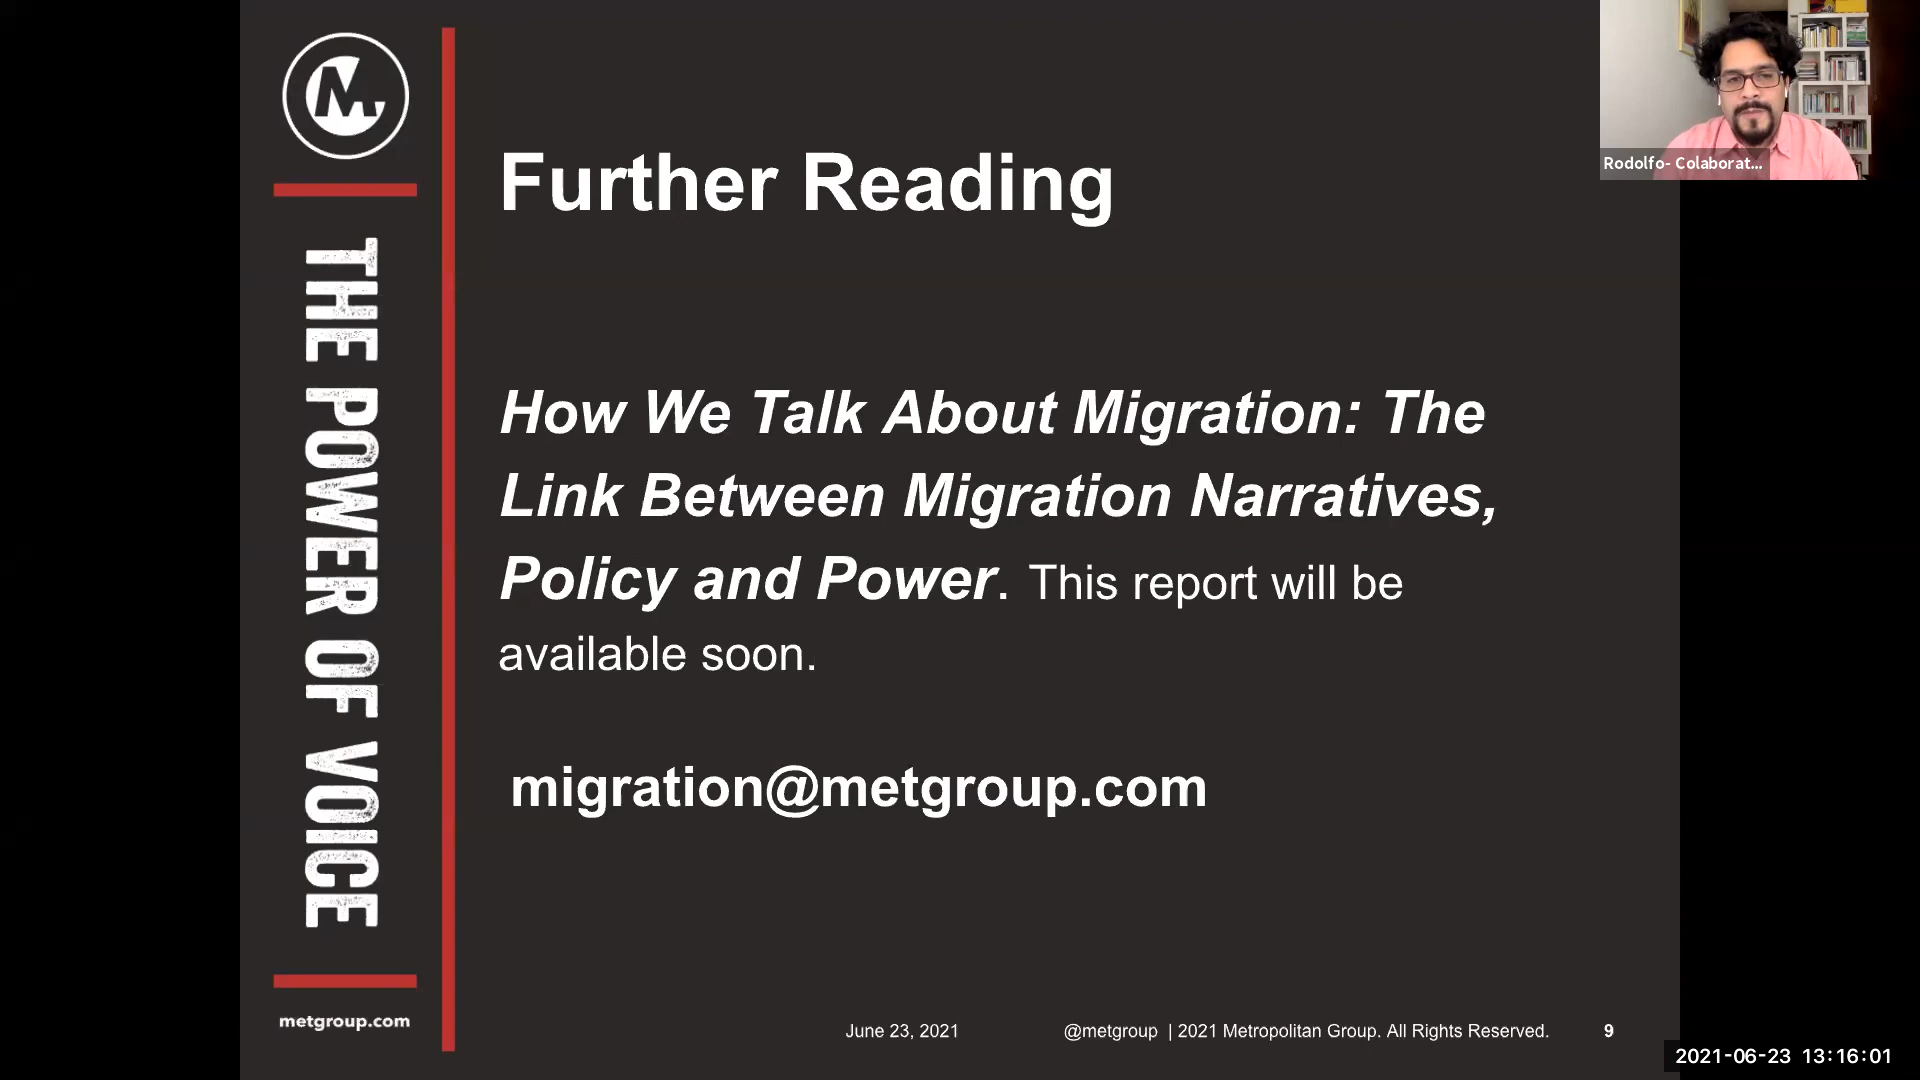 M
THE POWER OF VOICE
metgroup.com
Further Reading
How We Talk About Migration: The
Link Between Migration Narratives,
Policy and Power. This report will be
available soon.
migration@metgroup.com
June 23, 2021
@metgroup | 2021 Metropolitan Group. All Rights Reserved.
9
Rodolfo- Colaborat...
2021-06-23 13:16:01